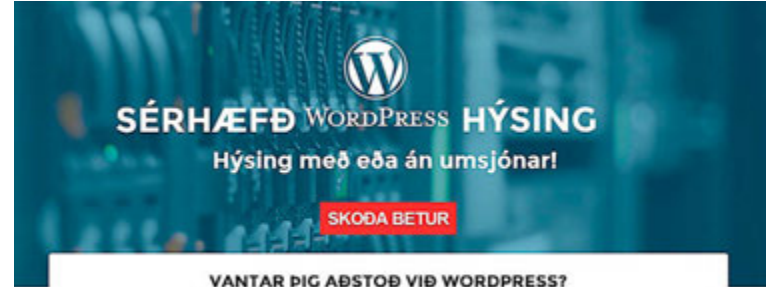 SÉRHÆFÐ WORDPRESS HÝSING
Hýsing með eða án umsjónar!
SKOÐA BETUR
VANTAR ÞIG AÐSTOÐ VIÐ WORDPRESS?